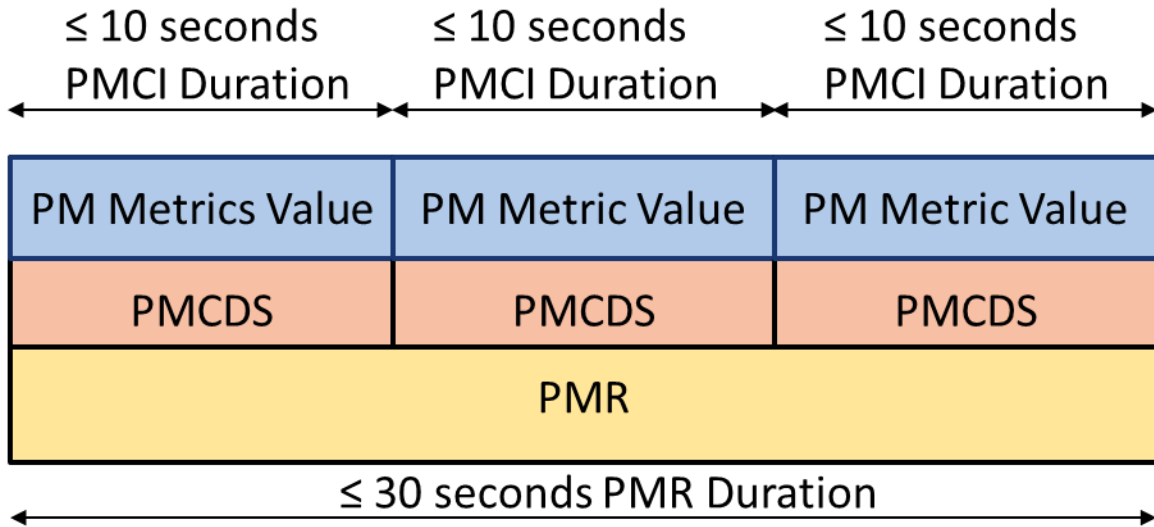 ≤ 10 seconds
PMCI Duration
≤ 10 seconds
PMCI Duration
≤ 10 seconds
PMCI Duration
PM Metrics Value
PM Metric Value
PM Metric Value
PMCDS
PMCDS
PMCDS
PMR
≤ 30 seconds PMR Duration